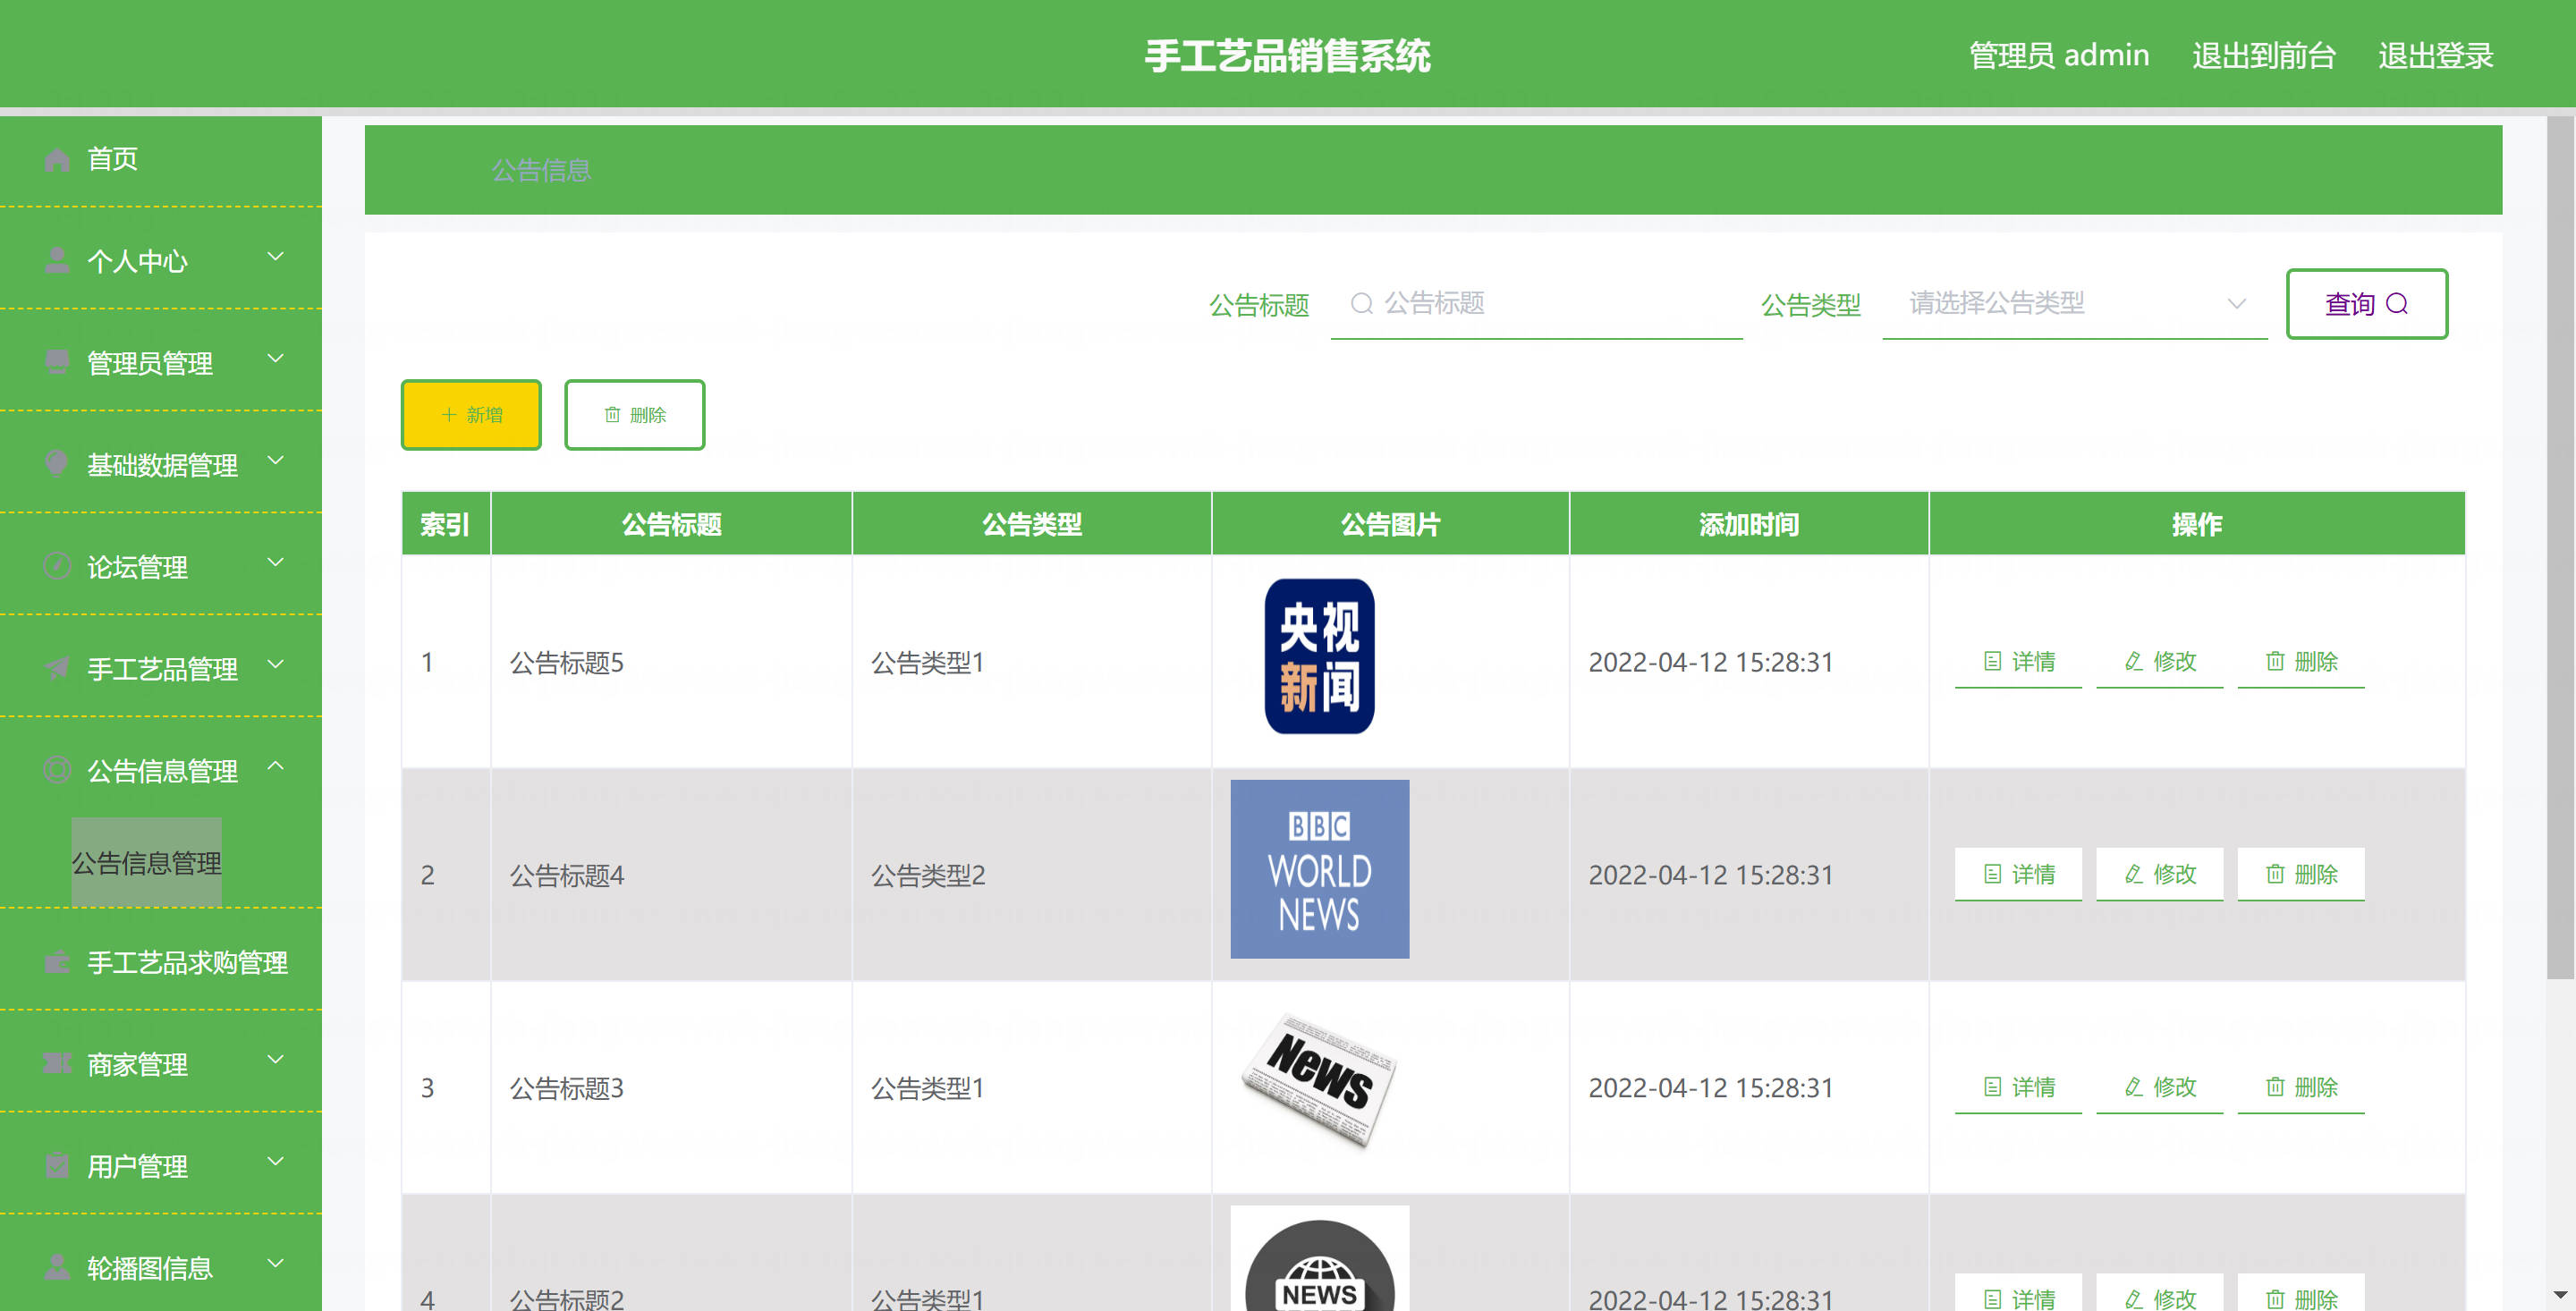 手工艺品销售系统
管理员 admin
退出到前台
退出登录
首页
个人中心
管理员管理
基础数据管理
论坛管理
手工艺品管理
公告信息管理
公告信息管理
手工艺品求购管理
商家管理
用户管理
轮播图信息
公告信息
公告标题 公告标题 公告类型 请选择公告类型 查询
新增 删除
索引 公告标题 公告类型 公告图片 添加时间 操作
央视
新闻
1 公告标题5 公告类型1 2022-04-12 15:28:31 详情 修改 删除
BBC
WORLD
NEWS
2 公告标题4 公告类型2 2022-04-12 15:28:31 详情 修改 删除
News
3 公告标题3 公告类型1 2022-04-12 15:28:31 详情 修改 删除
NEWS
4 公告标题2 公告类型1 2022-04-12 15:28:31 详情 修改 删除